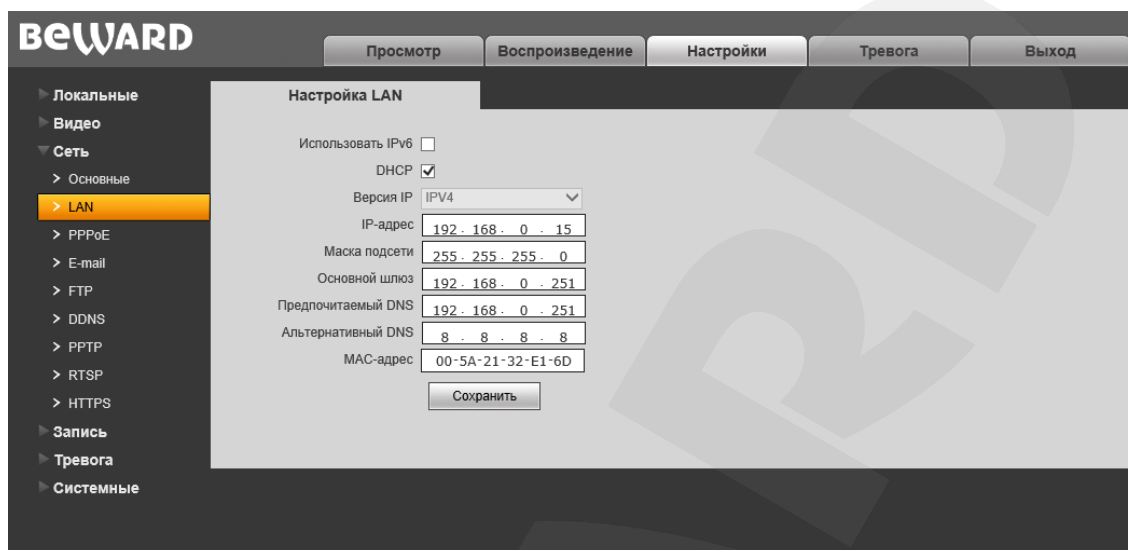 BEWARD
Просмотр Воспроизведение Настройки Тревога Выход
Локальные
Видео
Сеть
> Основные
> LAN
> PPPoE
> E-mail
> FTP
> DDNS
> PPTP
> RTSP
> HTTPS
Запись
Тревога
Системные
Настройка LAN
Использовать IPv6
DHCP
Версия IP IPV4
IP-адрес 192 . 168 . 0 . 15
Маска подсети 255 . 255 . 255 . 0
Основной шлюз 192 . 168 . 0 . 251
Предпочитаемый DNS 192 . 168 . 0 . 251
Альтернативный DNS 8 . 8 . 8 . 8
MAC-адрес 00-5A-21-32-E1-6D
Сохранить